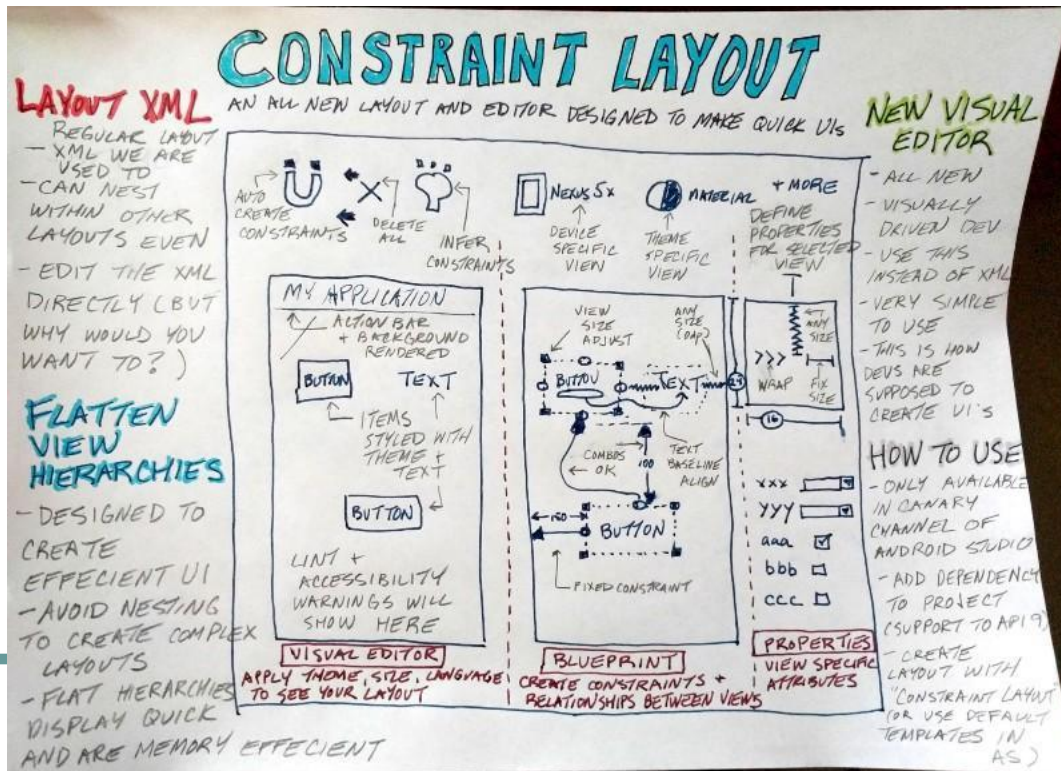 CONSTRAINT LAYOUT
AN ALL NEW LAYOUT AND EDITOR DESIGNED TO MAKE QUICK UIs
LAYOUT XML
REGULAR LAYOUT
- XML WE ARE
USED TO
- CAN NEST
WITHIN OTHER
LAYOUTS EVEN
- EDIT THE XML
DIRECTLY (BUT
WHY WOULD YOU
WANT TO?)
FLATTEN
VIEW
HIERARCHIES
- DESIGNED TO
CREATE
EFFECIENT UI
- AVOID NESTING
TO CREATE COMPLEX
LAYOUTS
- FLAT HIERARCHIES
DISPLAY QUICK
AND ARE MEMORY EFFECIENT
AUTO
CREATE
CONSTRAINTS
DELETE
ALL
INFER
CONSTRAINTS
NEXUS 5x
DEVICE
SPECIFIC
VIEW
MATERIAL
THEME
SPECIFIC
VIEW
+ MORE
DEFINE
PROPERTIES
FOR SELECTED
VIEW
MY APPLICATION
ACTION BAR
+ BACKGROUND
RENDERED
BUTTON
TEXT
ITEMS
STYLED WITH
THEME +
TEXT
BUTTON
LINT +
ACCESSIBILITY
WARNINGS WILL
SHOW HERE
VISUAL EDITOR
APPLY THEME, SIZE, LANGUAGE
TO SEE YOUR LAYOUT
VIEW
SIZE
ADJUST
ANY
SIZE
(0dp)
BUTTON
TEXT
24
COMBOS
OK
100
TEXT
BASELINE
ALIGN
150
BUTTON
FIXED CONSTRAINT
BLUEPRINT
CREATE CONSTRAINTS +
RELATIONSHIPS BETWEEN VIEWS
ANY
SIZE
>>>
WRAP
FIX
SIZE
16
xxx
yyy
aaa
bbb
ccc
PROPERTIES
VIEW SPECIFIC
ATTRIBUTES
NEW VISUAL
EDITOR
- ALL NEW
- VISUALLY
DRIVEN DEV
- USE THIS
INSTEAD OF XML
- VERY SIMPLE
TO USE
- THIS IS HOW
DEVS ARE
SUPPOSED TO
CREATE UI'S
HOW TO USE
- ONLY AVAILABLE
IN CANARY
CHANNEL OF
ANDROID STUDIO
- ADD DEPENDENCY
TO PROJECT
(SUPPORT TO API 9)
- CREATE
LAYOUT WITH
"CONSTRAINT LAYOUT
(OR USE DEFAULT
TEMPLATES IN
AS)